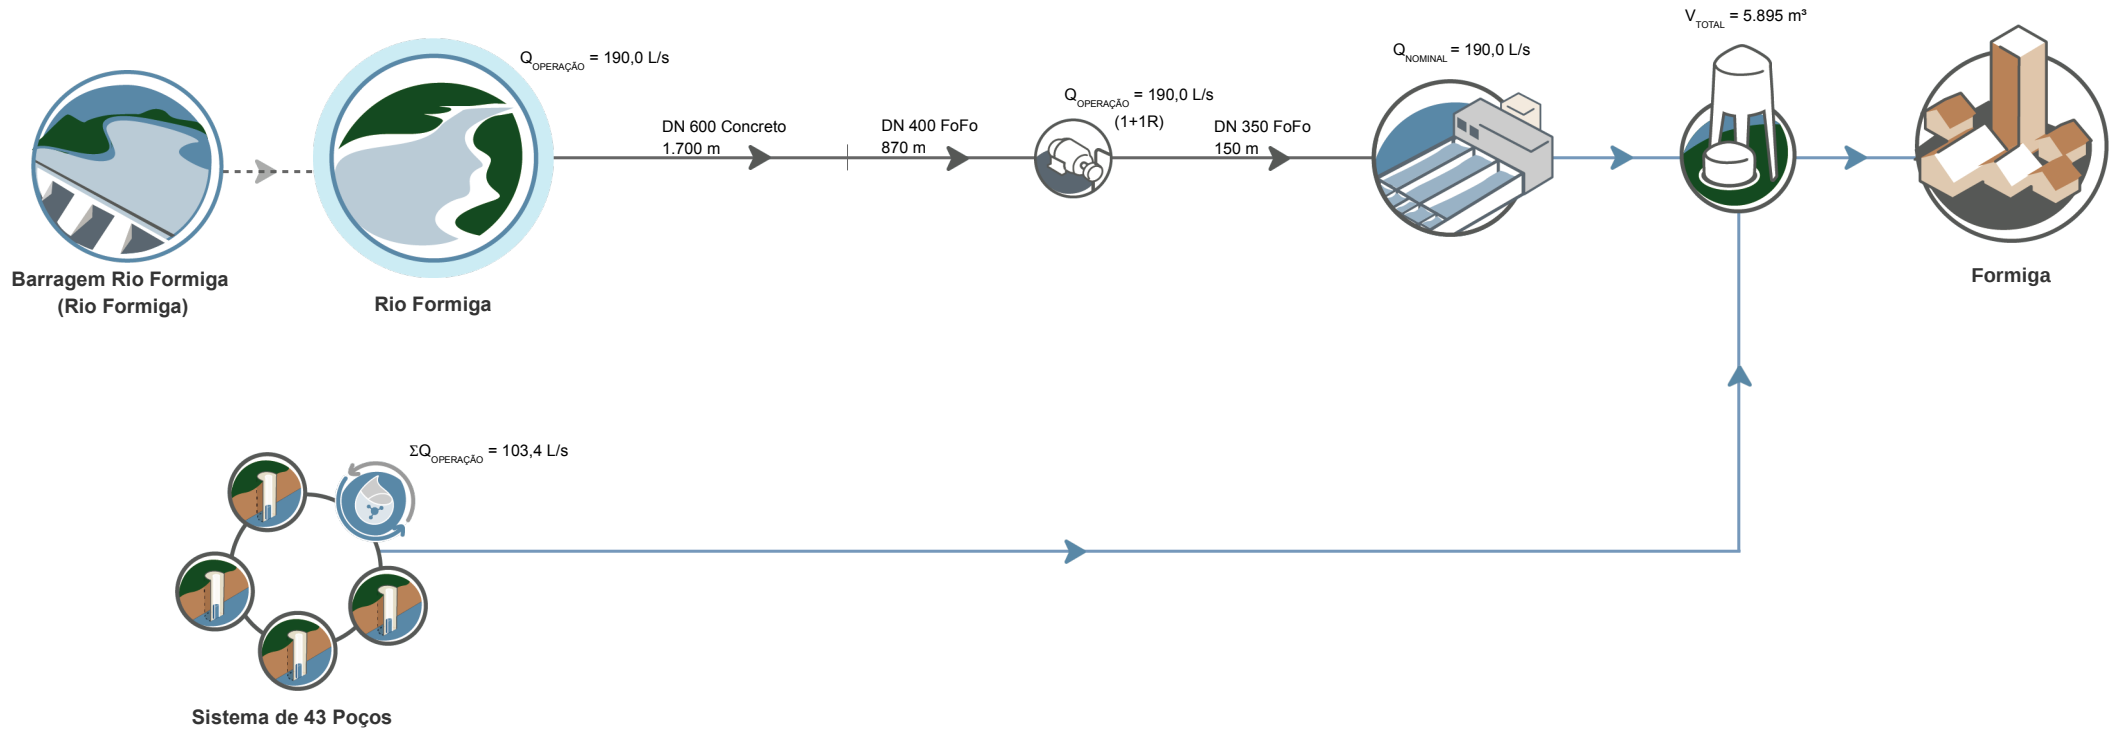 V_TOTAL = 5.895 m³
Q_OPERAÇÃO = 190,0 L/s
Q_NOMINAL = 190,0 L/s
Q_OPERAÇÃO = 190,0 L/s
(1+1R)
DN 600 Concreto
1.700 m
DN 400 FoFo
870 m
DN 350 FoFo
150 m
Barragem Rio Formiga
(Rio Formiga)
Rio Formiga
Formiga
ΣQ_OPERAÇÃO = 103,4 L/s
Sistema de 43 Poços